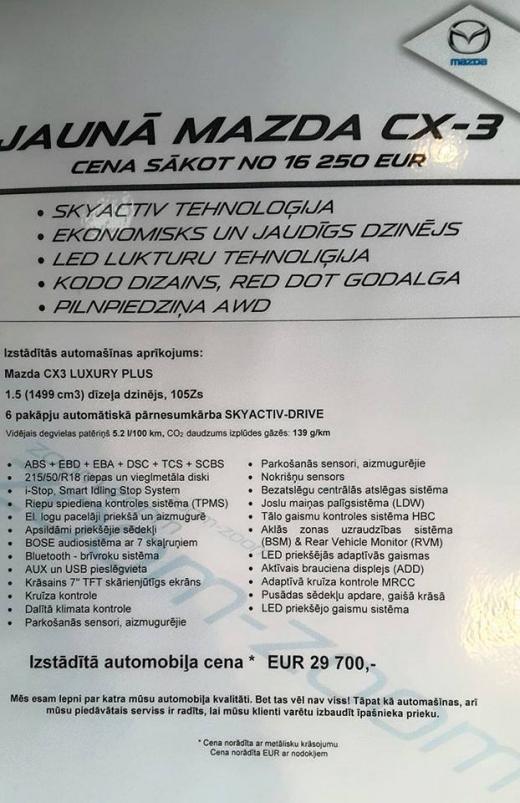 mazda
JAUNĀ MAZDA CX-3
CENA SĀKOT NO 16 250 EUR
• SKYACTIV TEHNOLOĢIJA
• EKONOMISKS UN JAUDĪGS DZINĒJS
• LED LUKTURU TEHNOLIĢIJA
• KODO DIZAINS, RED DOT GODALGA
• PILNPIEDZIŅA AWD
Izstādītās automašīnas aprīkojums:
Mazda CX3 LUXURY PLUS
1.5 (1499 cm3) dīzeļa dzinējs, 105Zs
6 pakāpju automātiskā pārnesumkārba SKYACTIV-DRIVE
Vidējais degvielas patēriņš 5.2 l/100 km, CO₂ daudzums izplūdes gāzēs: 139 g/km
• ABS + EBD + EBA + DSC + TCS + SCBS
• 215/50/R18 riepas un vieglmetāla diski
• i-Stop, Smart Idling Stop System
• Riepu spiediena kontroles sistēma (TPMS)
• El. logu pacelāji priekšā un aizmugurē
• Apsildāmi priekšējie sēdekļi
• BOSE audiosistēma ar 7 skaļruņiem
• Bluetooth - brīvroku sistēma
• AUX un USB pieslēgvieta
• Krāsains 7" TFT skārienjūtīgs ekrāns
• Kruīza kontrole
• Dalītā klimata kontrole
• Parkošanās sensori, aizmugurējie
• Parkošanās sensori, aizmugurējie
• Nokrišņu sensors
• Bezatslēgu centrālās atslēgas sistēma
• Joslu maiņas palīgsistēma (LDW)
• Tālo gaismu kontroles sistēma HBC
• Aklās zonas uzraudzības sistēma
(BSM) & Rear Vehicle Monitor (RVM)
• LED priekšējās adaptīvās gaismas
• Aktīvais brauciena displejs (ADD)
• Adaptīvā kruīza kontrole MRCC
• Pusādas sēdekļu apdare, gaišā krāsā
• LED priekšējo gaismu sistēma
Izstādītā automobiļa cena * EUR 29 700,-
Mēs esam lepni par katra mūsu automobiļa kvalitāti. Bet tas vēl nav viss! Tāpat kā automašīnas, arī
mūsu piedāvātais serviss ir radīts, lai mūsu klienti varētu izbaudīt īpašnieka prieku.
* Cena norādīta ar metālisku krāsojumu
Cena norādīta EUR ar nodokļiem
zoom-zoom